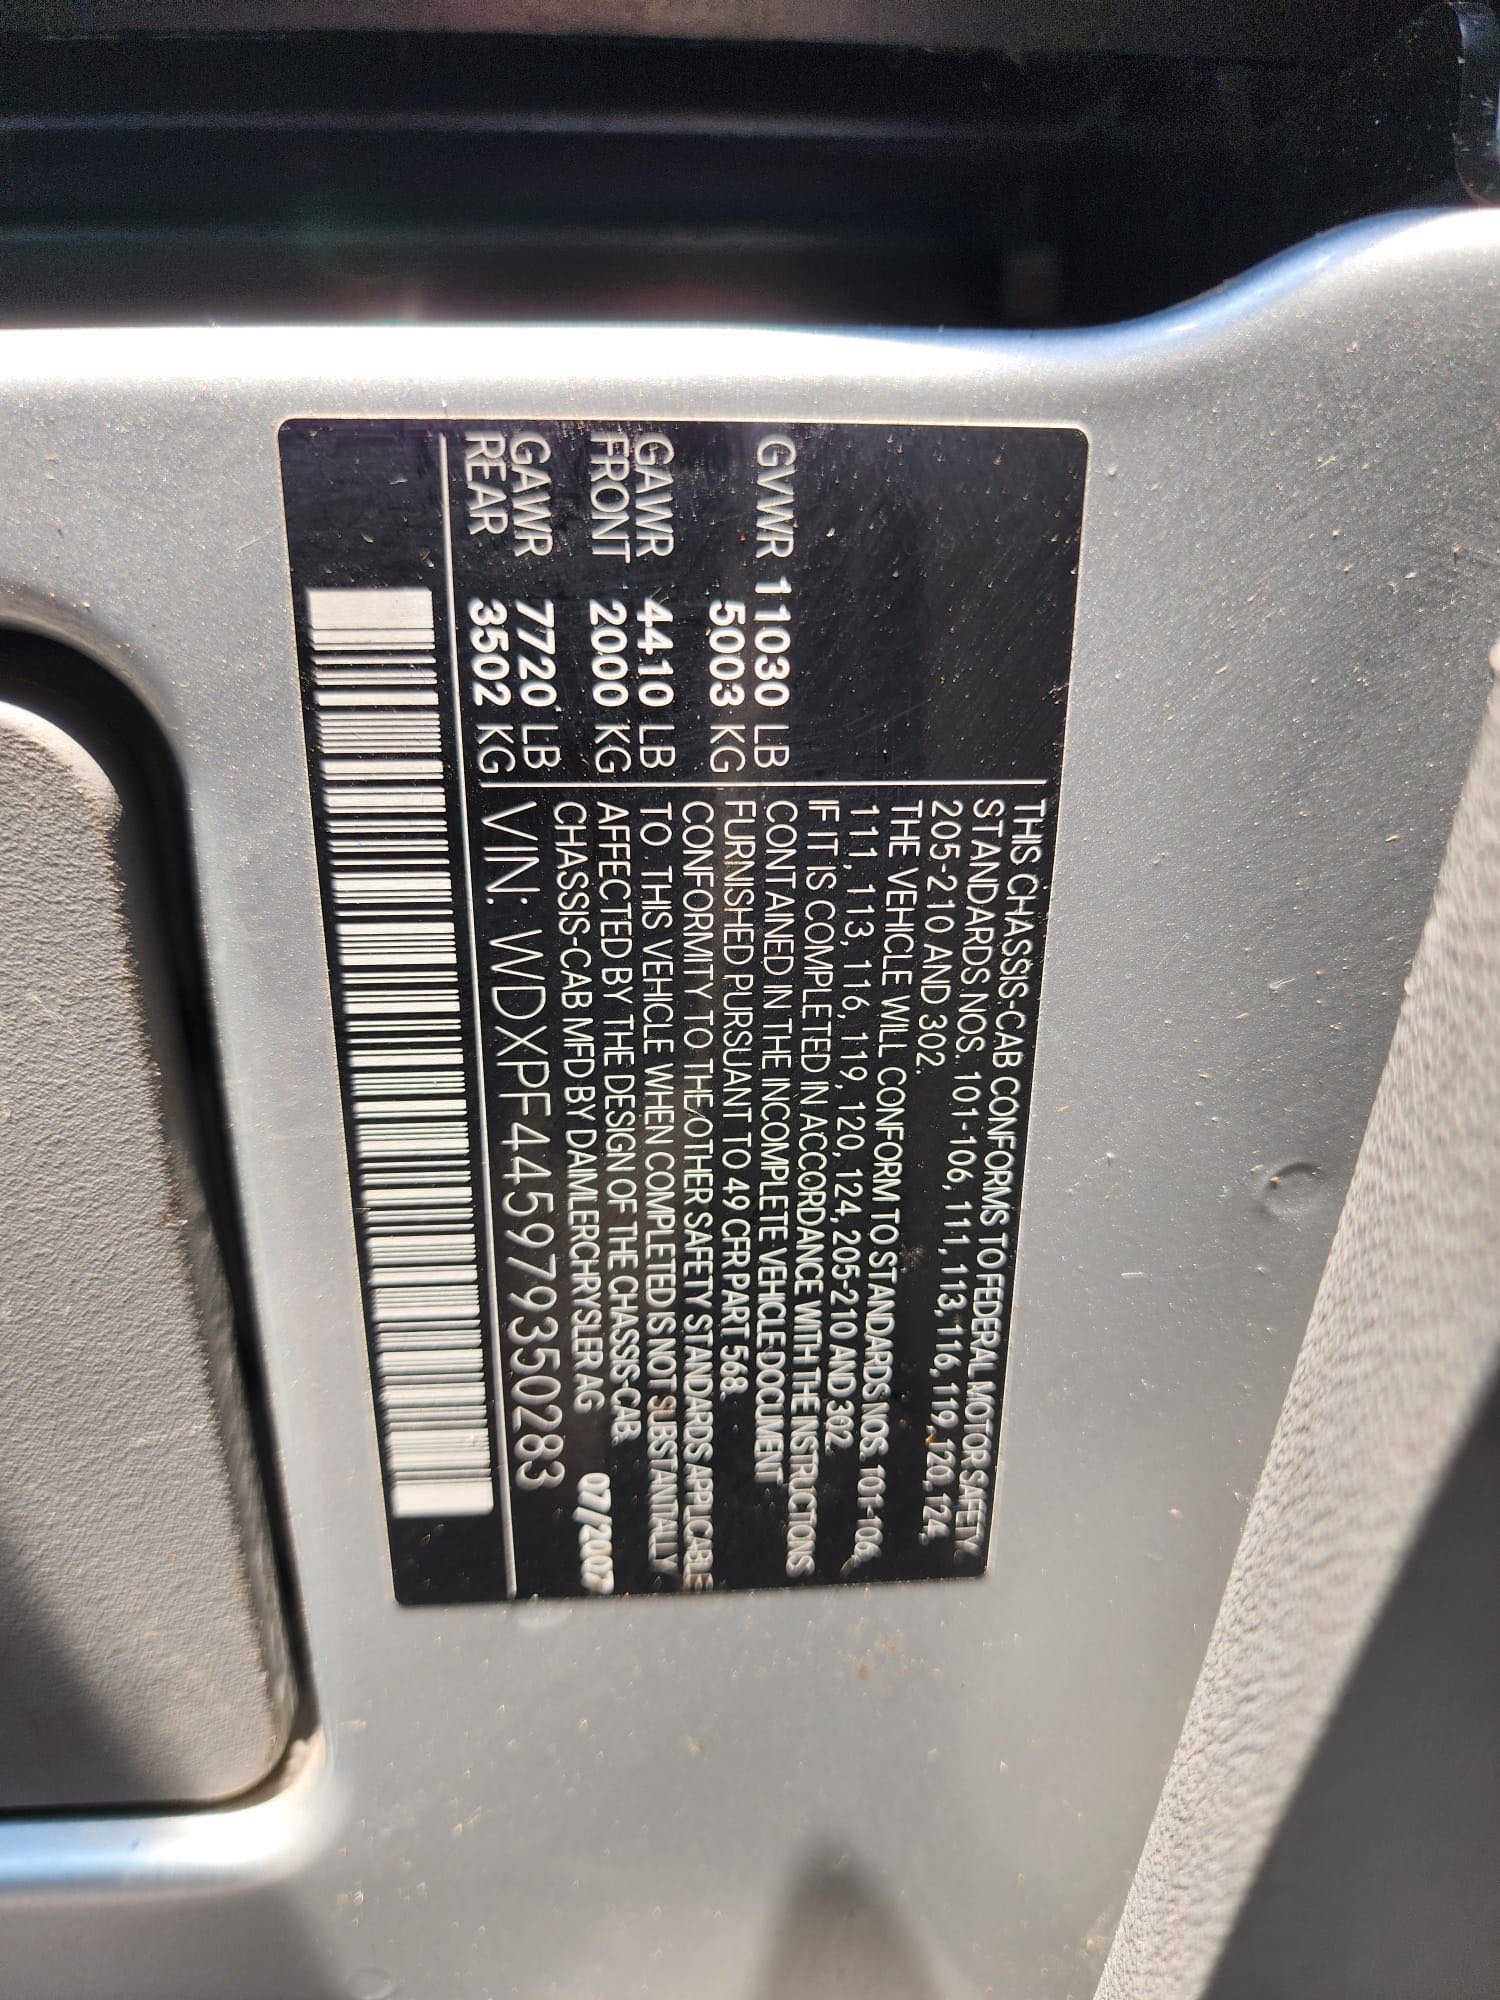 THIS CHASSIS-CAB CONFORMS TO FEDERAL MOTOR SAFETY
STANDARDS NOS. 101-106, 111, 113, 116, 119, 120, 124,
205-210 AND 302.
THE VEHICLE WILL CONFORM TO STANDARDS NOS. 101-106,
111, 113, 116, 119, 120, 124, 205-210 AND 302
IF IT IS COMPLETED IN ACCORDANCE WITH THE INSTRUCTIONS
CONTAINED IN THE INCOMPLETE VEHICLE DOCUMENT
FURNISHED PURSUANT TO 49 CFR PART 568.
CONFORMITY TO THE OTHER SAFETY STANDARDS APPLICABLE
TO THIS VEHICLE WHEN COMPLETED IS NOT SUBSTANTIALLY
AFFECTED BY THE DESIGN OF THE CHASSIS-CAB.
CHASSIS-CAB MFD BY DAIMLERCHRYSLER AG 07/2007
GVWR 11030 LB
5003 KG
GAWR 4410 LB
FRONT 2000 KG
GAWR 7720 LB
REAR 3502 KG
VIN: WDXPF445979350283